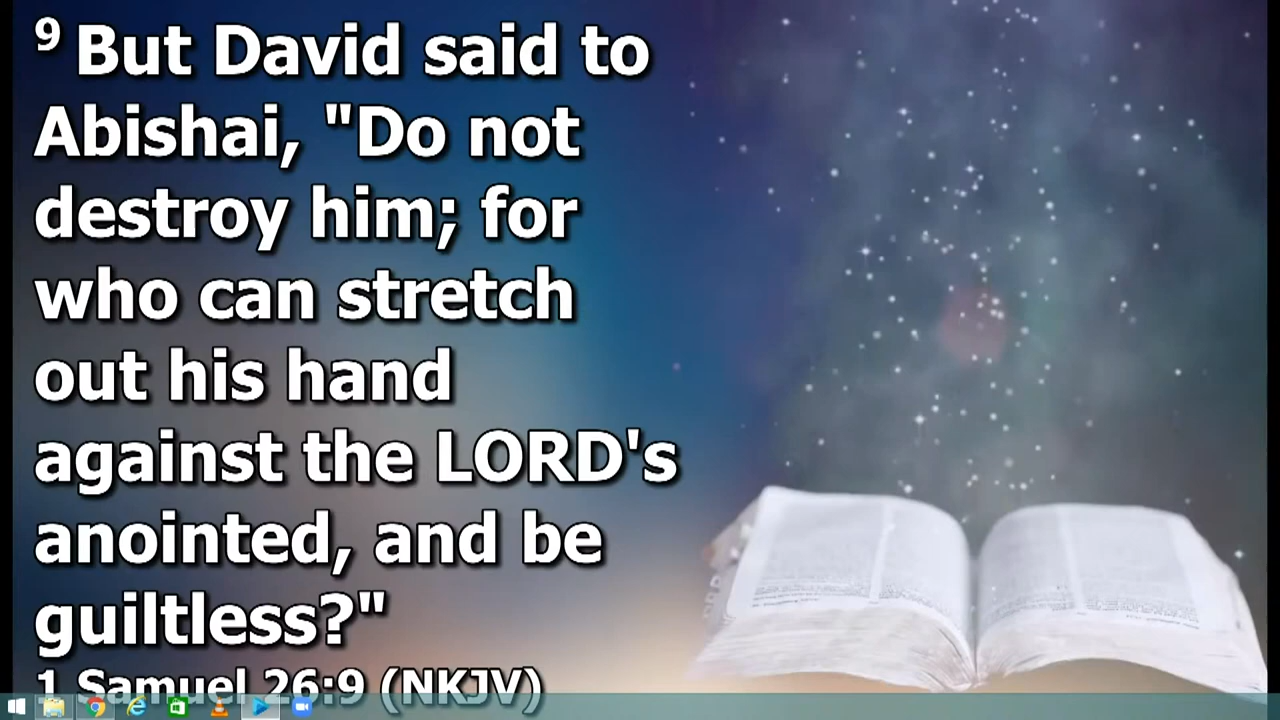 9 But David said to
Abishai, "Do not
destroy him; for
who can stretch
out his hand
against the LORD's
anointed, and be
guiltless?"
1 Samuel 26:9 (NKJV)